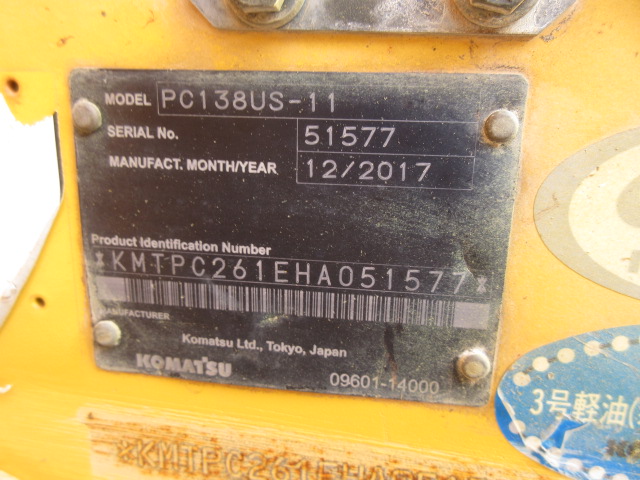 MODEL PC138US-11
SERIAL No. 51577
MANUFACT. MONTH/YEAR 12/2017
Product Identification Number
*KMTPC261EHA051577*
MANUFACTURER
Komatsu Ltd., Tokyo, Japan
KOMATSU
09601-14000
3号軽油(
*KMTPC261EHA051577